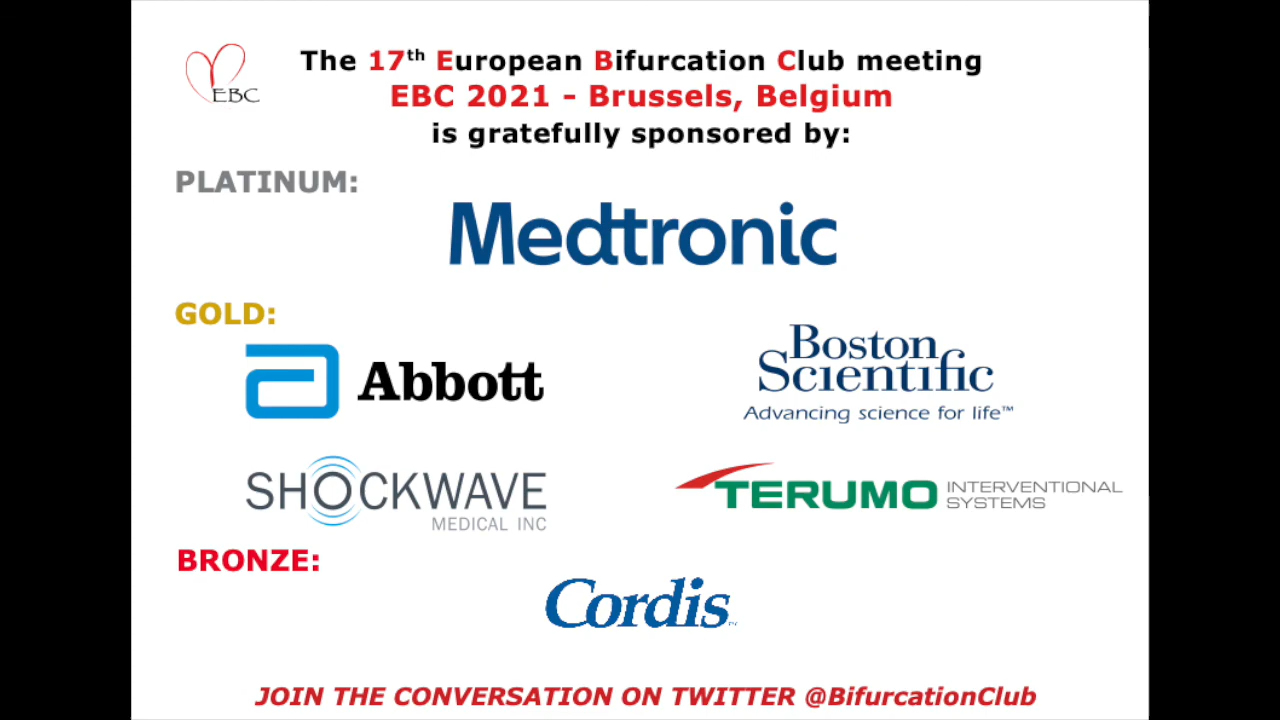 EBC
The 17th European Bifurcation Club meeting
EBC 2021 - Brussels, Belgium
is gratefully sponsored by:
PLATINUM:
Medtronic
GOLD:
Abbott
Boston
Scientific
Advancing science for life™
SHOCKWAVE
MEDICAL INC
TERUMO INTERVENTIONAL
SYSTEMS
BRONZE:
Cordis™
JOIN THE CONVERSATION ON TWITTER @BifurcationClub